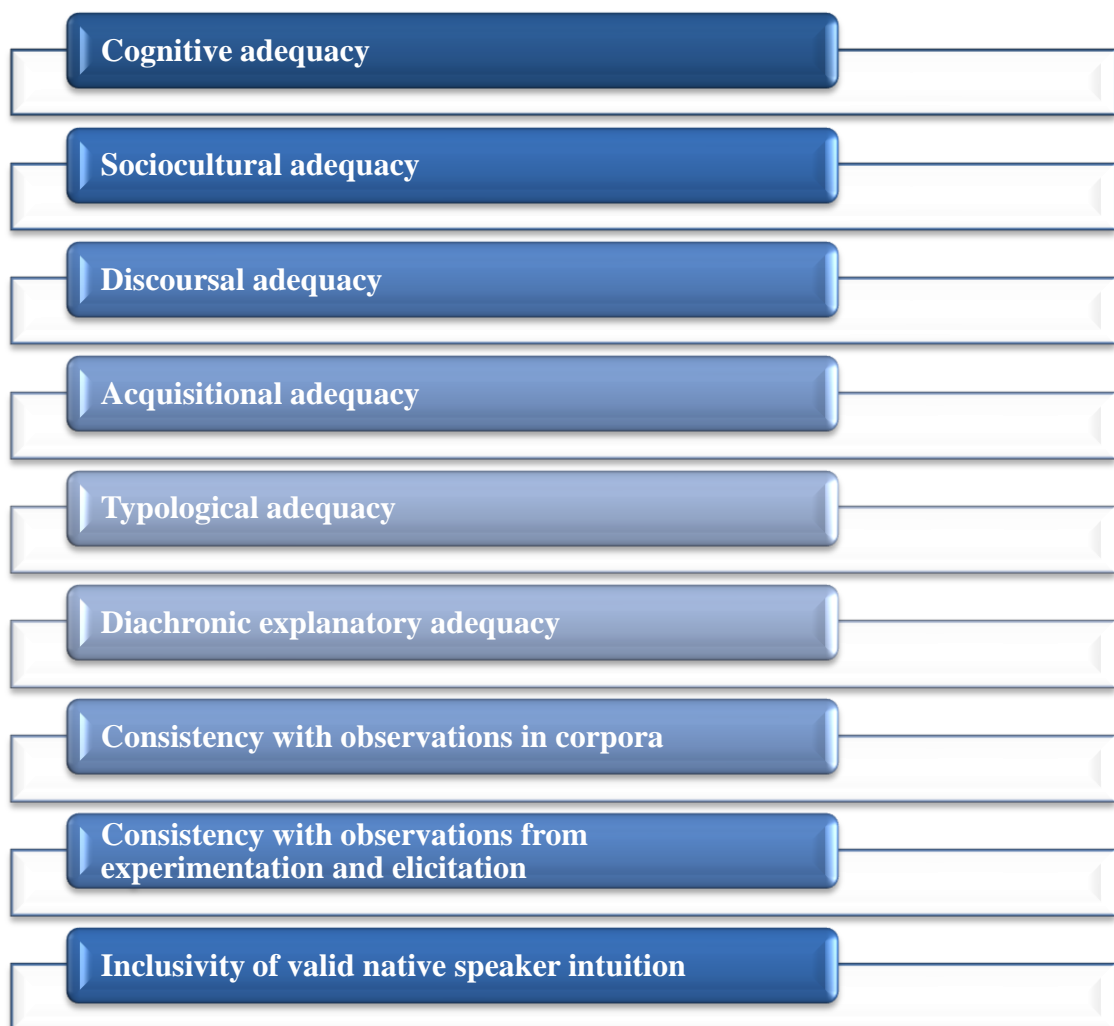 Cognitive adequacy
Sociocultural adequacy
Discoursal adequacy
Acquisitional adequacy
Typological adequacy
Diachronic explanatory adequacy
Consistency with observations in corpora
Consistency with observations from
experimentation and elicitation
Inclusivity of valid native speaker intuition